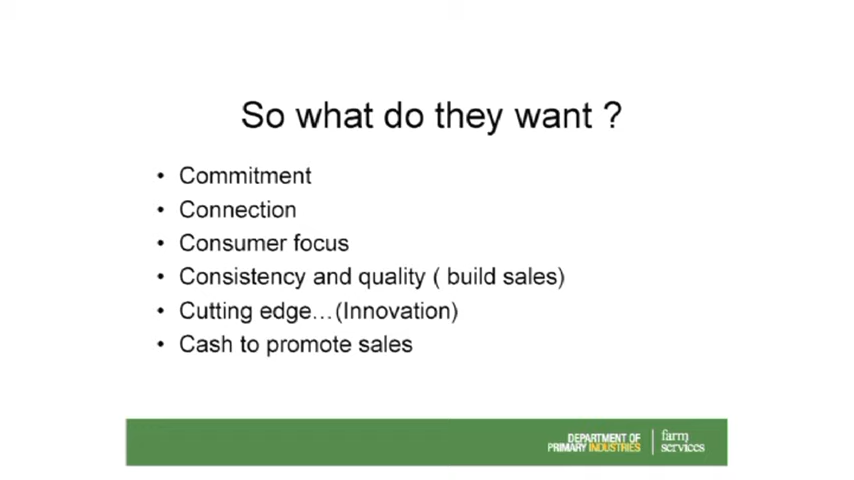 So what do they want ?
• Commitment
• Connection
• Consumer focus
• Consistency and quality ( build sales)
• Cutting edge…(Innovation)
• Cash to promote sales
DEPARTMENT OF
PRIMARY INDUSTRIES
farm
services